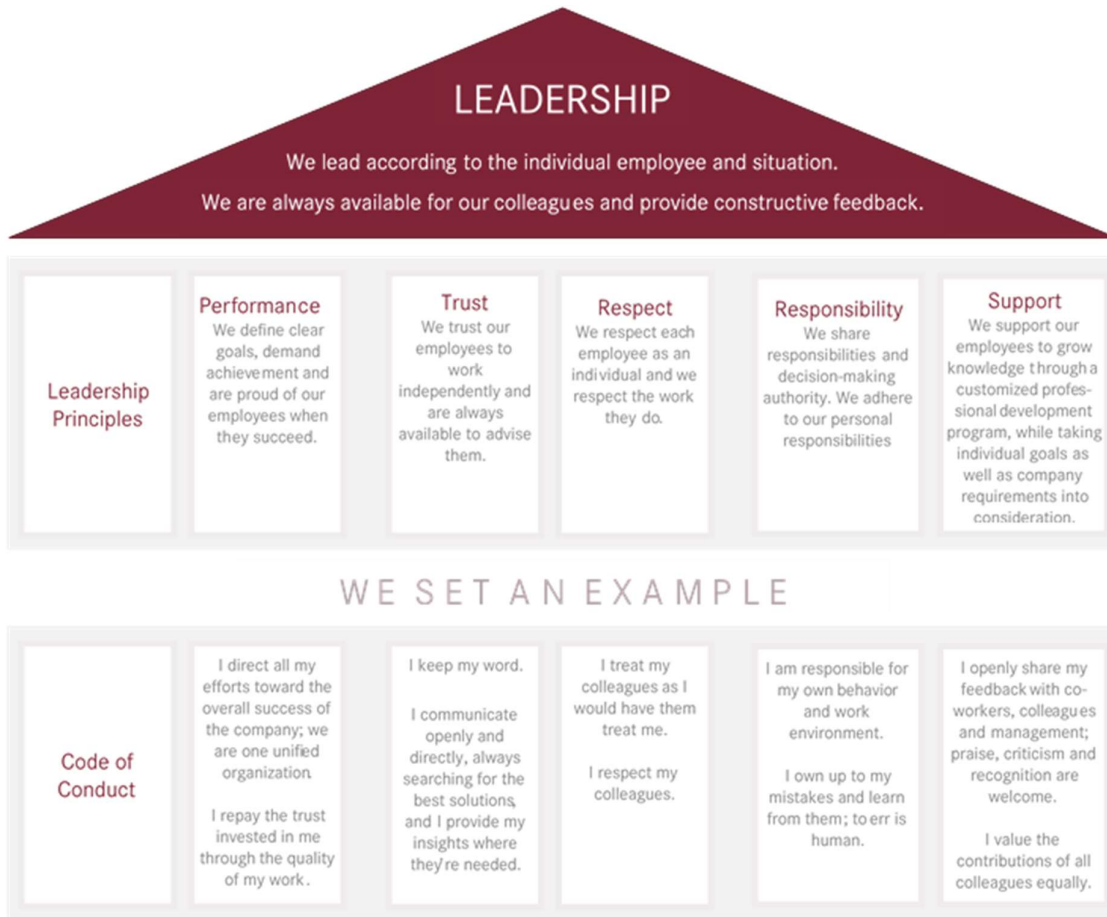 LEADERSHIP
We lead according to the individual employee and situation.
We are always available for our colleagues and provide constructive feedback.
Leadership
Principles
Performance
We define clear
goals, demand
achievement and
are proud of our
employees when
they succeed.
Trust
We trust our
employees to
work
independently and
are always
available to advise
them.
Respect
We respect each
employee as an
individual and we
respect the work
they do.
Responsibility
We share
responsibilities and
decision-making
authority. We adhere
to our personal
responsibilities
Support
We support our
employees to grow
knowledge through a
customized profes-
sional development
program, while taking
individual goals as
well as company
requirements into
consideration.
WE SET AN EXAMPLE
Code of
Conduct
I direct all my
efforts toward the
overall success of
the company; we
are one unified
organization.
I repay the trust
invested in me
through the quality
of my work.
I keep my word.
I communicate
openly and
directly, always
searching for the
best solutions,
and I provide my
insights where
they're needed.
I treat my
colleagues as I
would have them
treat me.
I respect my
colleagues.
I am responsible for
my own behavior
and work
environment.
I own up to my
mistakes and learn
from them; to err is
human.
I openly share my
feedback with co-
workers, colleagues
and management;
praise, criticism and
recognition are
welcome.
I value the
contributions of all
colleagues equally.